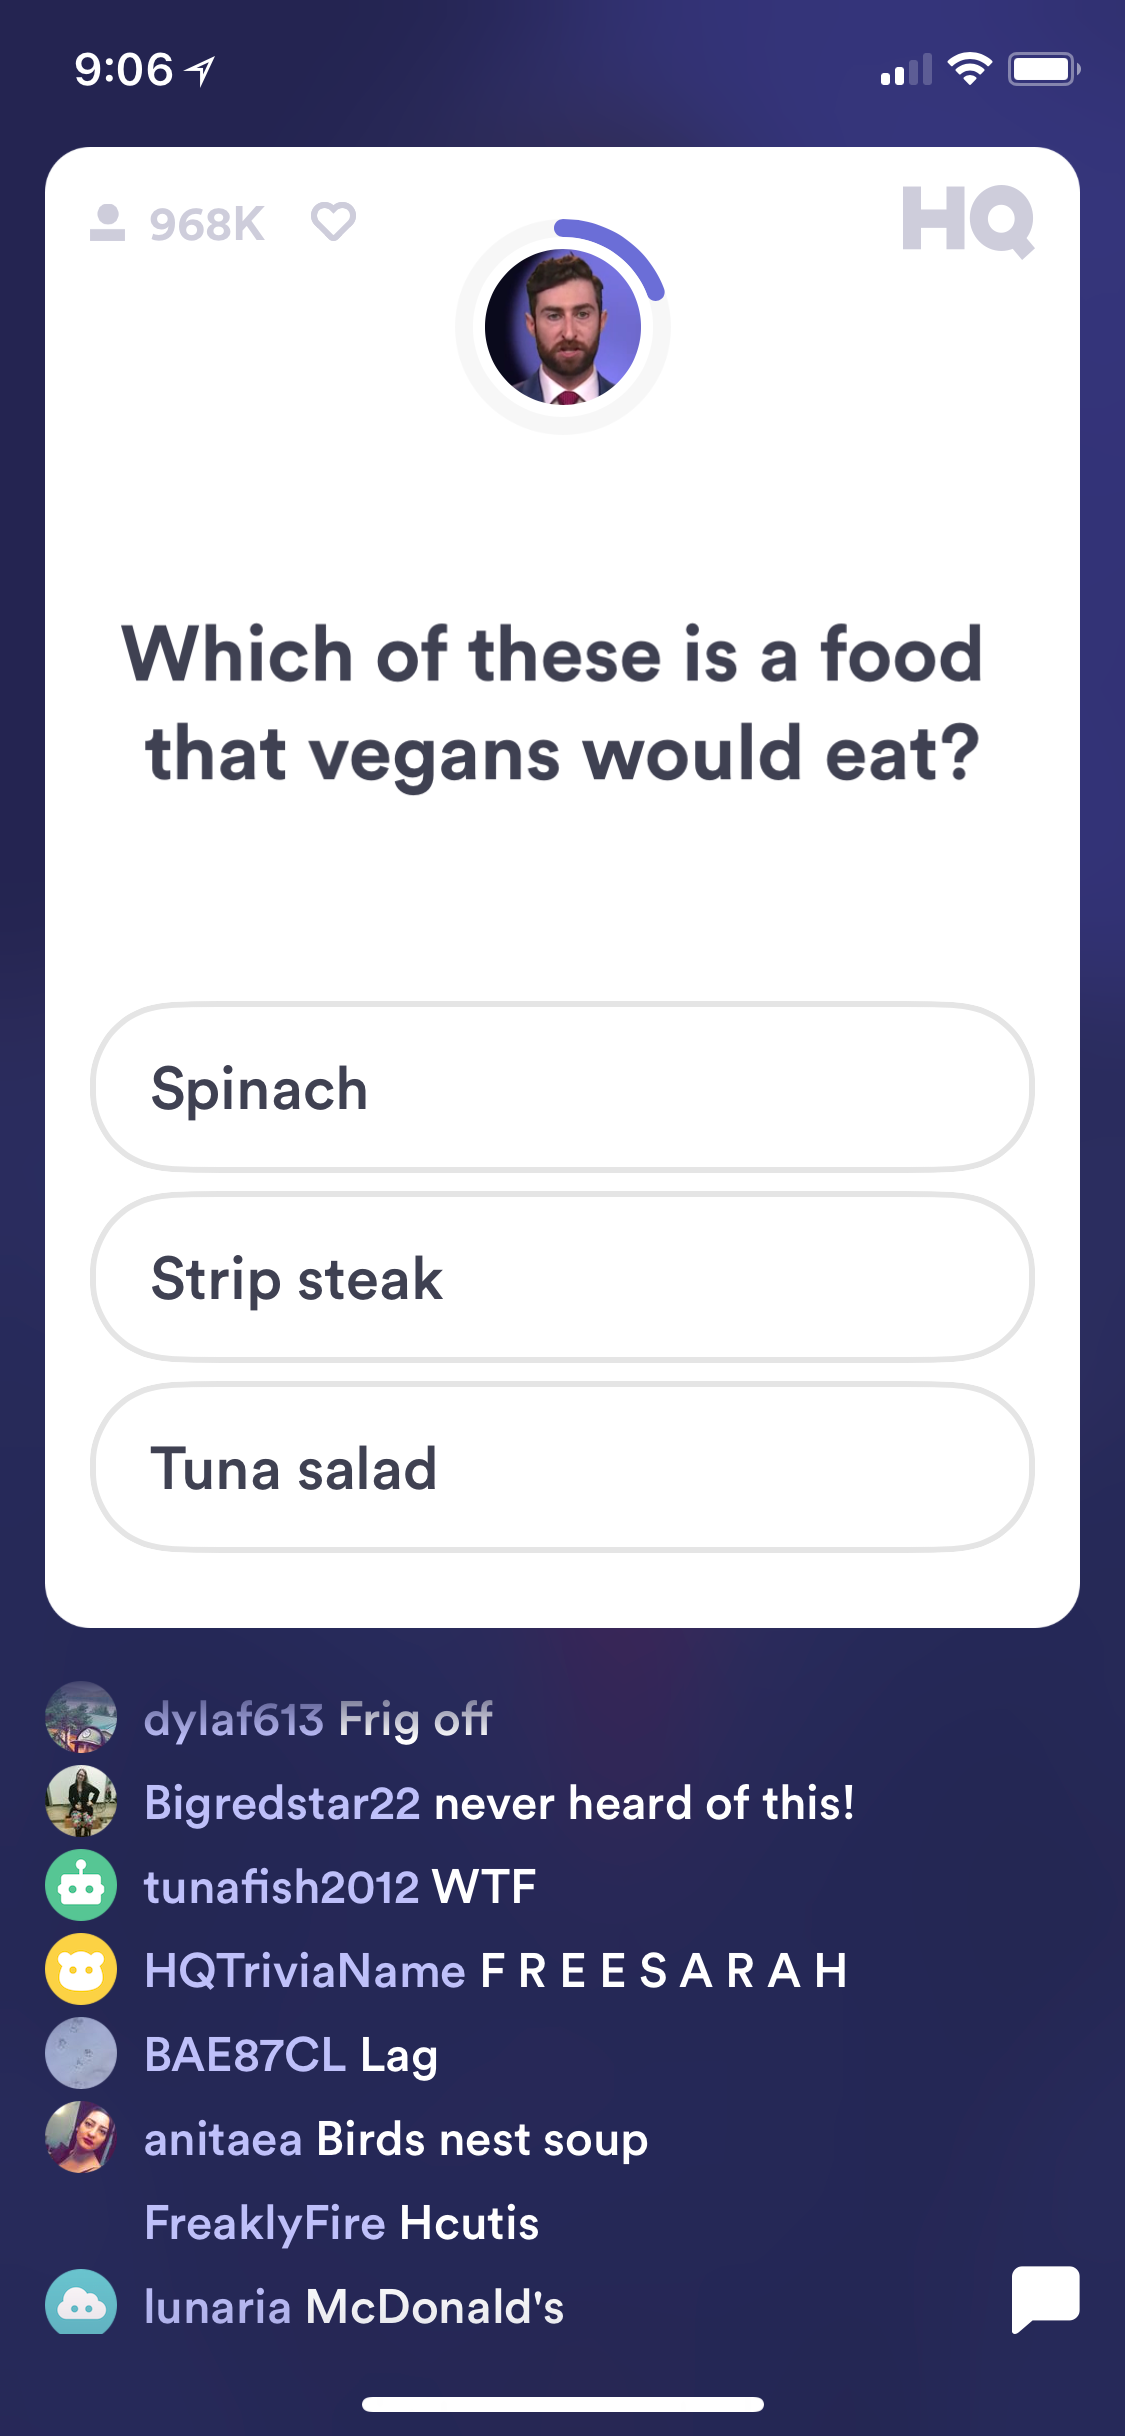 9:06
968K
HQ
Which of these is a food
that vegans would eat?
Spinach
Strip steak
Tuna salad
dylaf613 Frig off
Bigredstar22 never heard of this!
tunafish2012 WTF
HQTriviaName F R E E S A R A H
BAE87CL Lag
anitaea Birds nest soup
FreaklyFire Hcutis
lunaria McDonald's